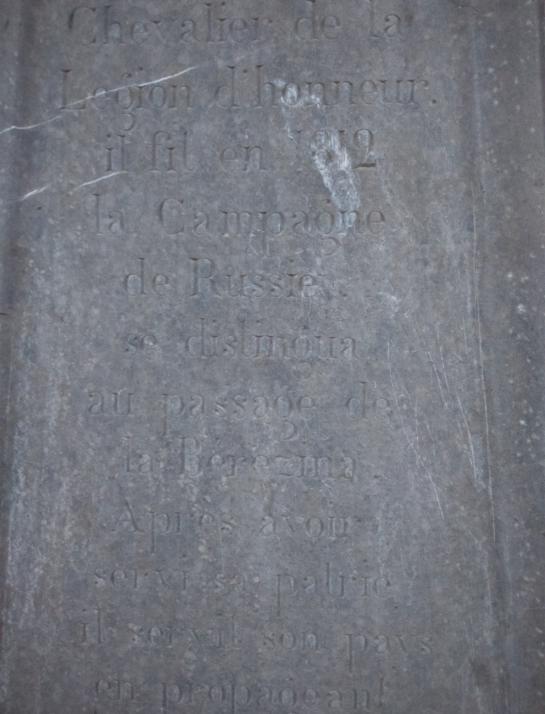 Chevalier de la
Legion d'honneur.
il fit en 1812
la Campagne
de Russie,
se distingua
au passage de
la Bérézina
Après avoir
servi sa patrie
il servit son pays
en propageant